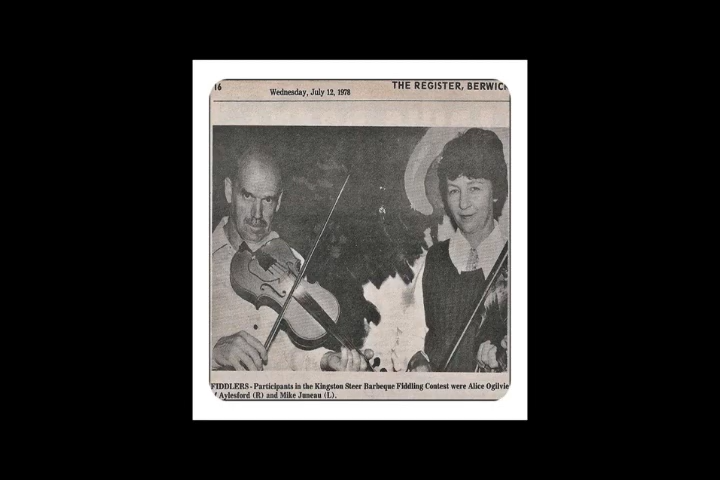 16
Wednesday, July 12, 1978
THE REGISTER, BERWICK
FIDDLERS - Participants in the Kingston Steer Barbeque Fiddling Contest were Alice Ogilvie
of Aylesford (R) and Mike Juneau (L).